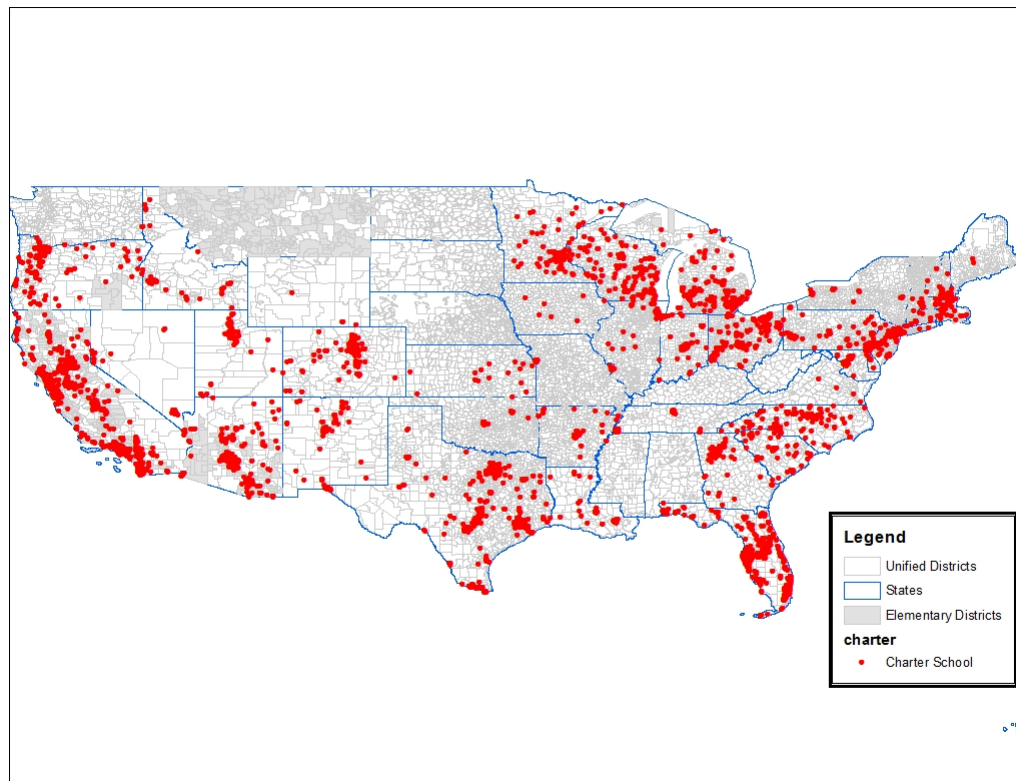 Legend
Unified Districts
States
Elementary Districts
charter
Charter School